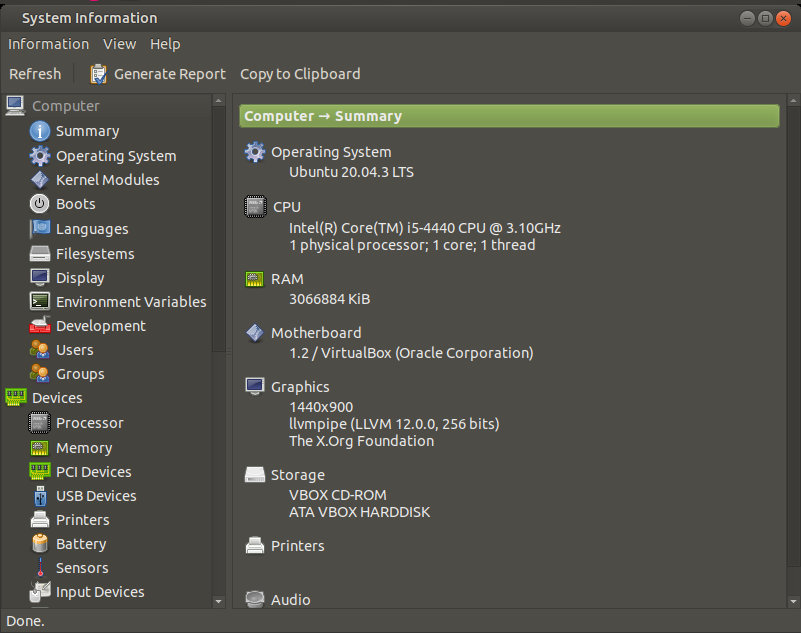 System Information
Information View Help
Refresh Generate Report Copy to Clipboard
Computer
Summary
Operating System
Kernel Modules
Boots
Languages
Filesystems
Display
Environment Variables
Development
Users
Groups
Devices
Processor
Memory
PCI Devices
USB Devices
Printers
Battery
Sensors
Input Devices
Computer → Summary
Operating System
Ubuntu 20.04.3 LTS
CPU
Intel(R) Core(TM) i5-4440 CPU @ 3.10GHz
1 physical processor; 1 core; 1 thread
RAM
3066884 KiB
Motherboard
1.2 / VirtualBox (Oracle Corporation)
Graphics
1440x900
llvmpipe (LLVM 12.0.0, 256 bits)
The X.Org Foundation
Storage
VBOX CD-ROM
ATA VBOX HARDDISK
Printers
Audio
Done.